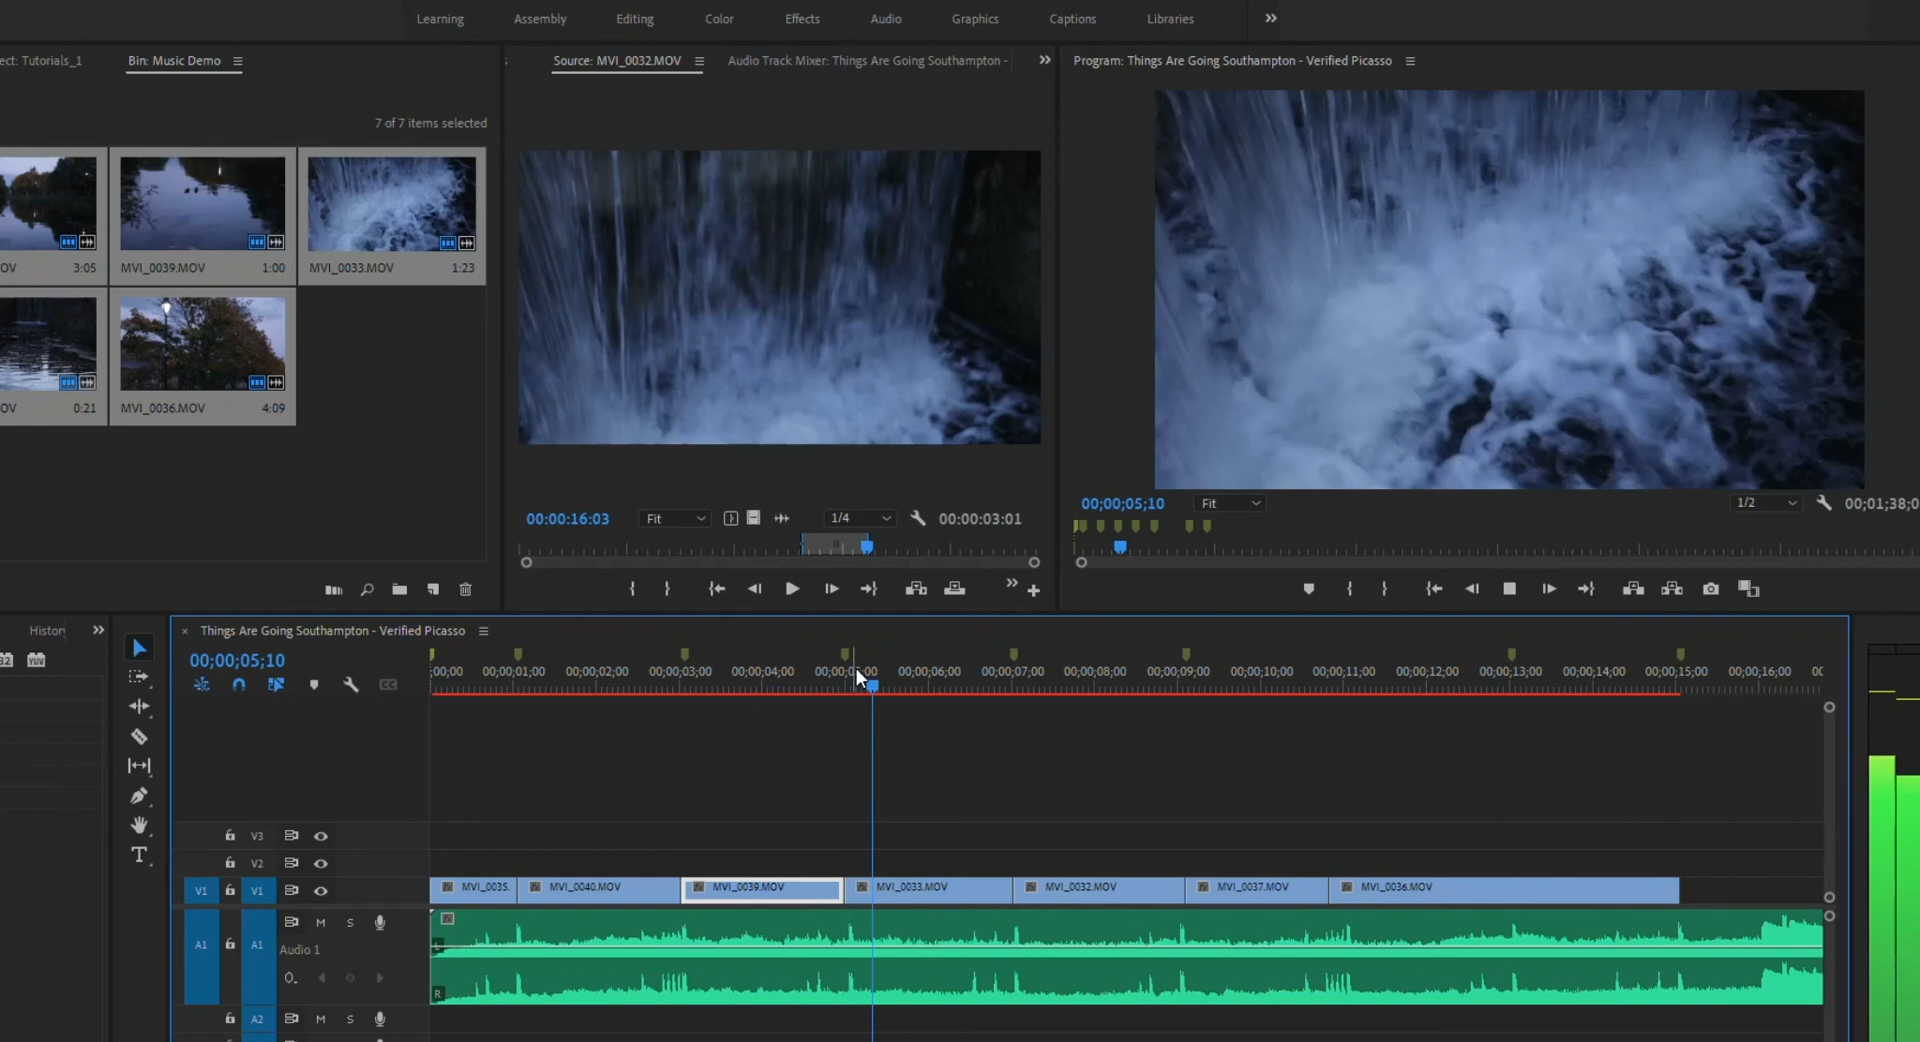 Learning Assembly Editing Color Effects Audio Graphics Captions Libraries
ect: Tutorials_1 Bin: Music Demo
Source: MVI_0032.MOV Audio Track Mixer: Things Are Going Southampton -
Program: Things Are Going Southampton - Verified Picasso
7 of 7 items selected
OV 3:05 MVI_0039.MOV 1:00 MVI_0033.MOV 1:23
OV 0:21 MVI_0036.MOV 4:09
00:00:16:03 Fit 1/4 00:00:03:01
00;00;05;10 Fit 1/2 00;01;38;0
History
Things Are Going Southampton - Verified Picasso
32 YUV
00;00;05;10
;00;00 00;00;01;00 00;00;02;00 00;00;03;00 00;00;04;00 00;00;06;00 00;00;07;00 00;00;08;00 00;00;09;00 00;00;10;00 00;00;11;00 00;00;12;00 00;00;13;00 00;00;14;00 00;00;15;00 00;00;16;00 00
CC
V3
V2
V1 V1 MVI_0035. MVI_0040.MOV MVI_0039.MOV MVI_0033.MOV MVI_0032.MOV MVI_0037.MOV MVI_0036.MOV
M S
A1 A1 L
Audio 1
R
A2 M S